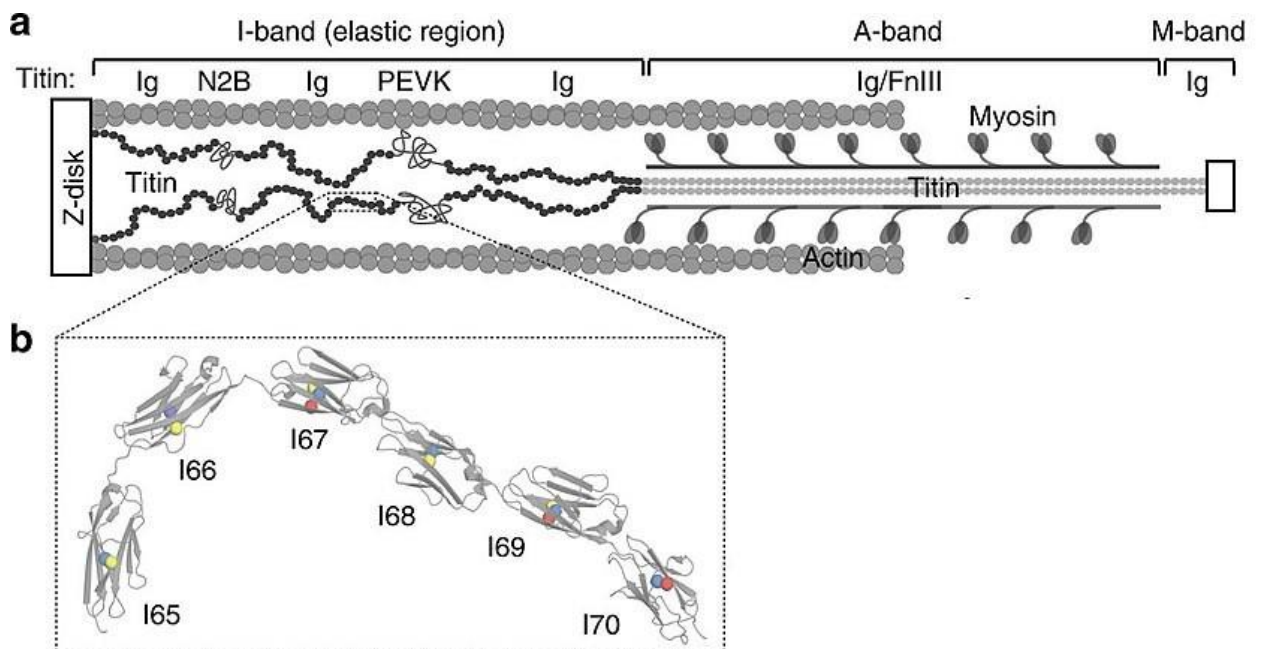 a
I-band (elastic region) A-band M-band
Titin: Ig N2B Ig PEVK Ig Ig/FnIII Ig
Myosin
Z-disk
Titin
Titin
Actin
b
I67
I66
I68
I69
I65
I70